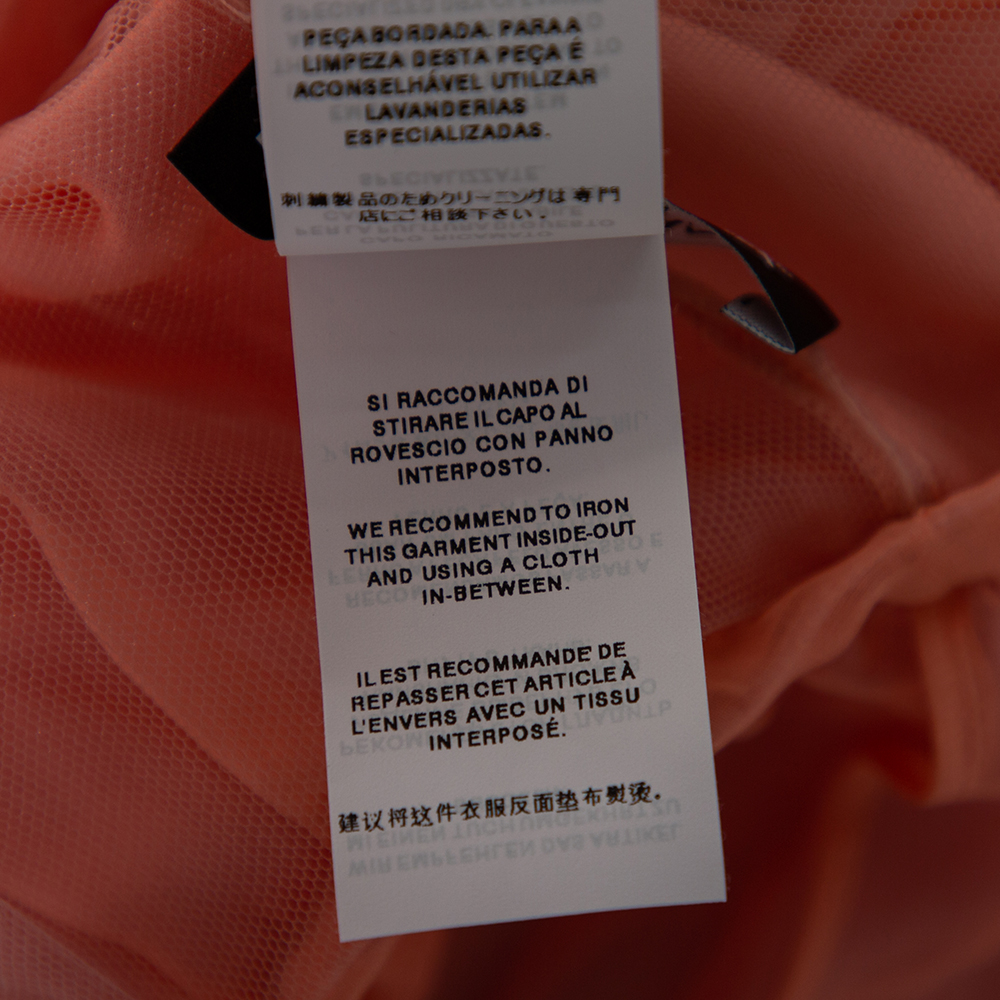 PEÇA BORDADA. PARA A
LIMPEZA DESTA PEÇA É
ACONSELHÁVEL UTILIZAR
LAVANDERIAS
ESPECIALIZADAS.
刺繍製品のためクリーニングは専門
店にご相談下さい.
SI RACCOMANDA DI
STIRARE IL CAPO AL
ROVESCIO CON PANNO
INTERPOSTO.
WE RECOMMEND TO IRON
THIS GARMENT INSIDE-OUT
AND USING A CLOTH
IN-BETWEEN.
IL EST RECOMMANDE' DE
REPASSER CET ARTICLE À
L'ENVERS AVEC UN TISSU
INTERPOSÉ.
建议将这件衣服反面垫布熨烫。